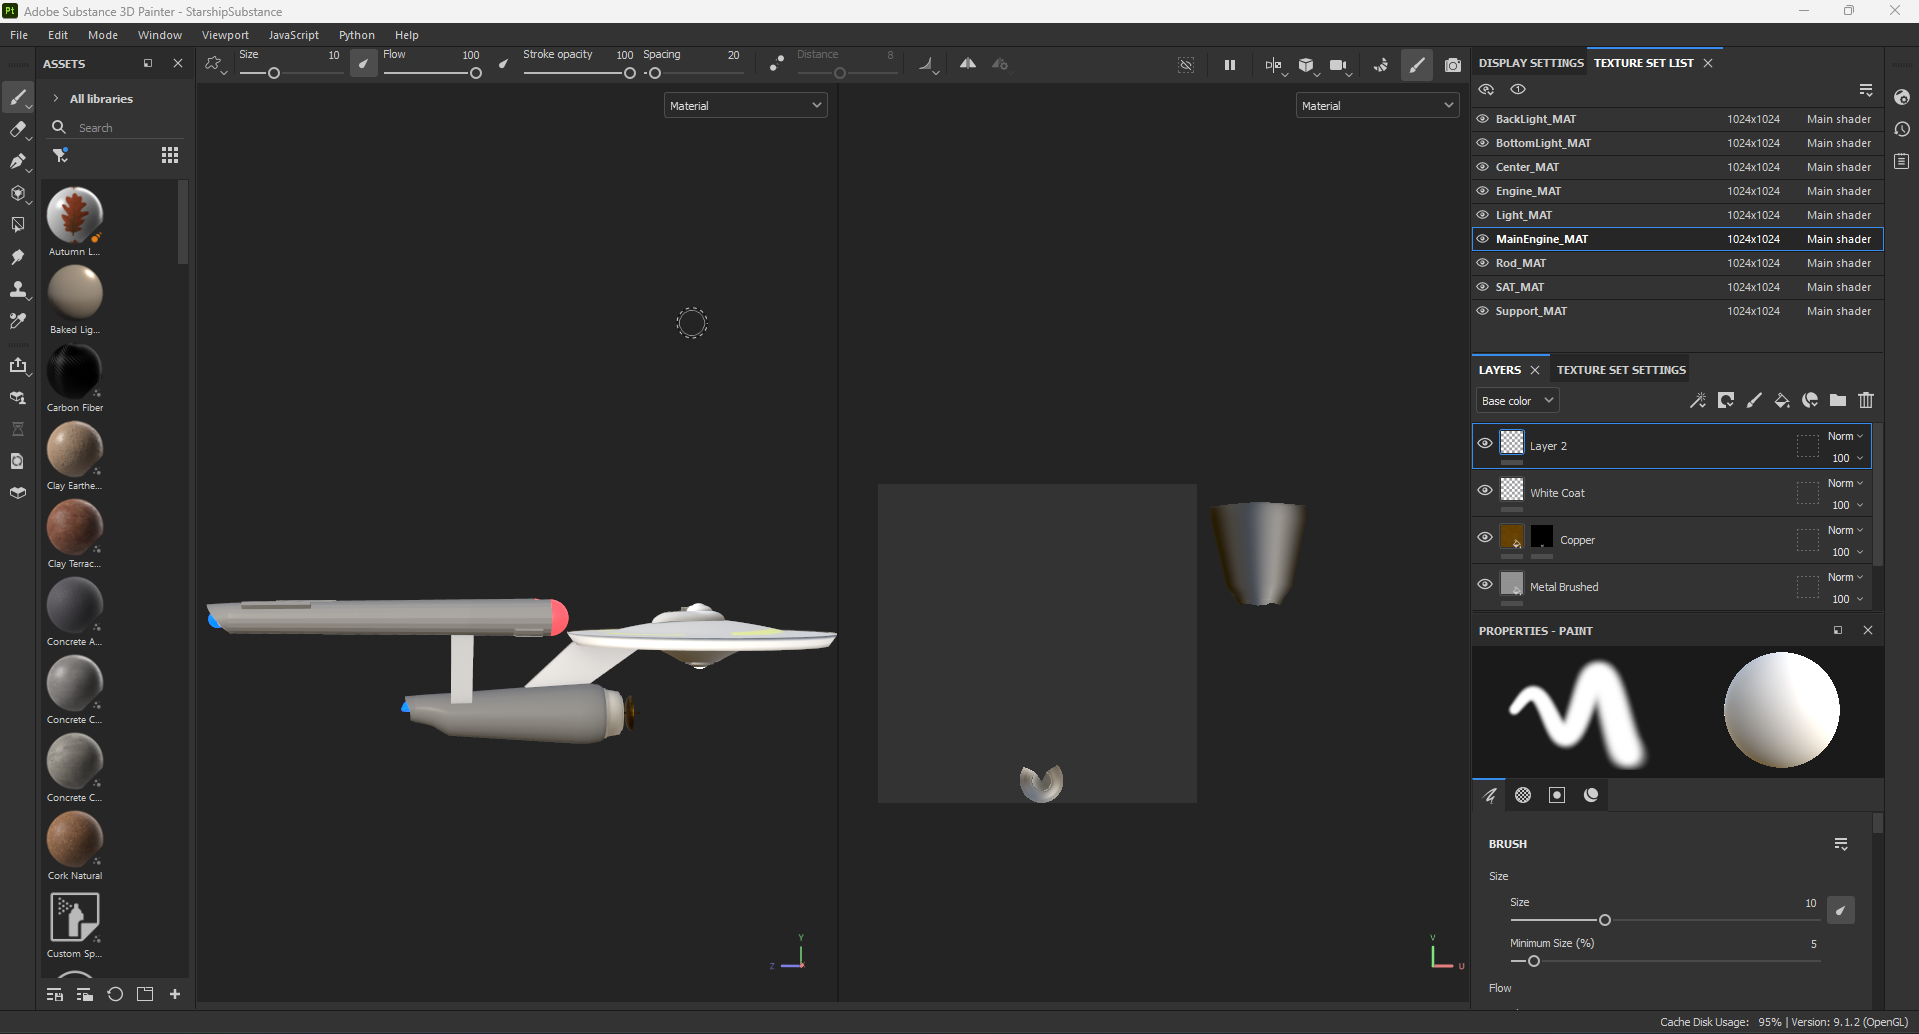 Pt Adobe Substance 3D Painter - StarshipSubstance
File Edit Mode Window Viewport JavaScript Python Help
ASSETS
Size 10 Flow 100 Stroke opacity 100 Spacing 20 Distance 8
All libraries
Search
Autumn L...
Baked Lig...
Carbon Fiber
Clay Earthe...
Clay Terrac...
Concrete A...
Concrete C...
Concrete C...
Cork Natural
Custom Sp...
Material
Material
Y
Z
V
U
DISPLAY SETTINGS TEXTURE SET LIST
BackLight_MAT 1024x1024 Main shader
BottomLight_MAT 1024x1024 Main shader
Center_MAT 1024x1024 Main shader
Engine_MAT 1024x1024 Main shader
Light_MAT 1024x1024 Main shader
MainEngine_MAT 1024x1024 Main shader
Rod_MAT 1024x1024 Main shader
SAT_MAT 1024x1024 Main shader
Support_MAT 1024x1024 Main shader
LAYERS TEXTURE SET SETTINGS
Base color
Layer 2 Norm 100
White Coat Norm 100
Copper Norm 100
Metal Brushed Norm 100
PROPERTIES - PAINT
BRUSH
Size
Size 10
Minimum Size (%) 5
Flow
Cache Disk Usage: 95% | Version: 9.1.2 (OpenGL)